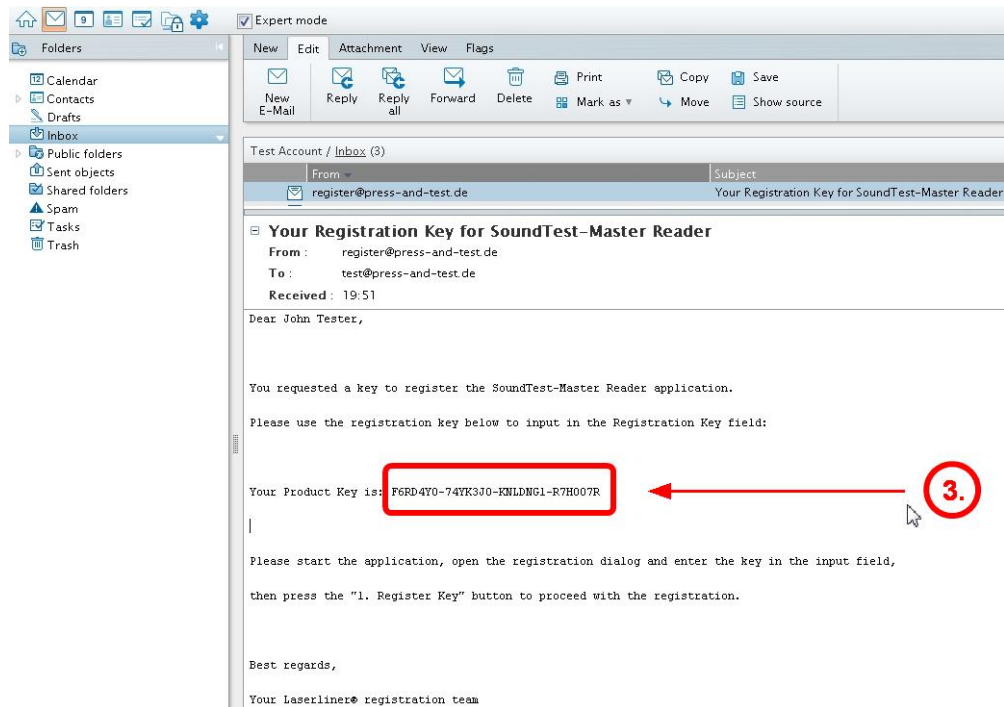 9
Expert mode
Folders
12 Calendar
Contacts
Drafts
Inbox
Public folders
Sent objects
Shared folders
Spam
Tasks
Trash
New Edit Attachment View Flags
New E-Mail
Reply
Reply all
Forward
Delete
Print
Mark as
Copy
Move
Save
Show source
Test Account / Inbox (3)
From Subject
register@press-and-test.de Your Registration Key for SoundTest-Master Reader
Your Registration Key for SoundTest-Master Reader
From : register@press-and-test.de
To : test@press-and-test.de
Received : 19:51
Dear John Tester,
You requested a key to register the SoundTest-Master Reader application.
Please use the registration key below to input in the Registration Key field:
Your Product Key is: F6RD4Y0-74YK3J0-KNLDNG1-R7H007R
3.
Please start the application, open the registration dialog and enter the key in the input field,
then press the "1. Register Key" button to proceed with the registration.
Best regards,
Your Laserliner® registration team